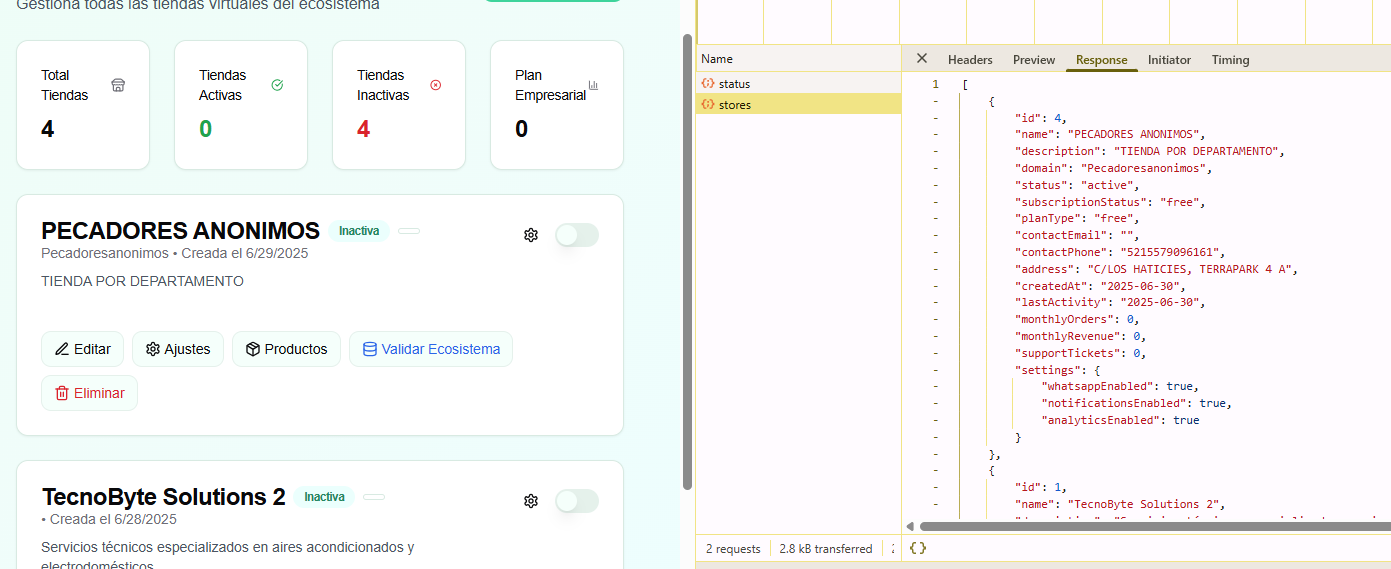 Gestiona todas las tiendas virtuales del ecosistema
Total
Tiendas
4
Tiendas
Activas
0
Tiendas
Inactivas
4
Plan
Empresarial
0
PECADORES ANONIMOS Inactiva
Pecadoresanonimos • Creada el 6/29/2025
TIENDA POR DEPARTAMENTO
Editar
Ajustes
Productos
Validar Ecosistema
Eliminar
TecnoByte Solutions 2 Inactiva
• Creada el 6/28/2025
Servicios técnicos especializados en aires acondicionados y
electrodomésticos
Name
status
stores
Headers Preview Response Initiator Timing
1 [
- {
- "id": 4,
- "name": "PECADORES ANONIMOS",
- "description": "TIENDA POR DEPARTAMENTO",
- "domain": "Pecadoresanonimos",
- "status": "active",
- "subscriptionStatus": "free",
- "planType": "free",
- "contactEmail": "",
- "contactPhone": "5215579096161",
- "address": "C/LOS HATICIES, TERRAPARK 4 A",
- "createdAt": "2025-06-30",
- "lastActivity": "2025-06-30",
- "monthlyOrders": 0,
- "monthlyRevenue": 0,
- "supportTickets": 0,
- "settings": {
- "whatsappEnabled": true,
- "notificationsEnabled": true,
- "analyticsEnabled": true
- }
- },
- {
- "id": 1,
- "name": "TecnoByte Solutions 2",
2 requests 2.8 kB transferred
{}